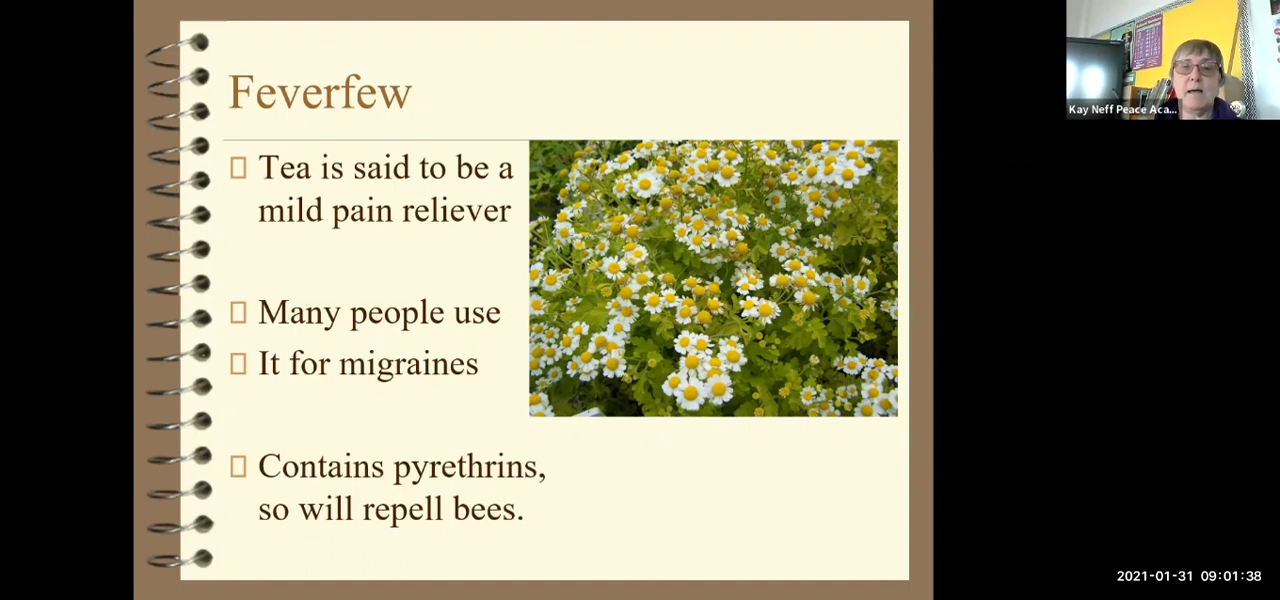 Feverfew
Tea is said to be a
mild pain reliever
Many people use
It for migraines
Contains pyrethrins,
so will repell bees.
Kay Neff Peace Aca...
2021-01-31 09:01:38